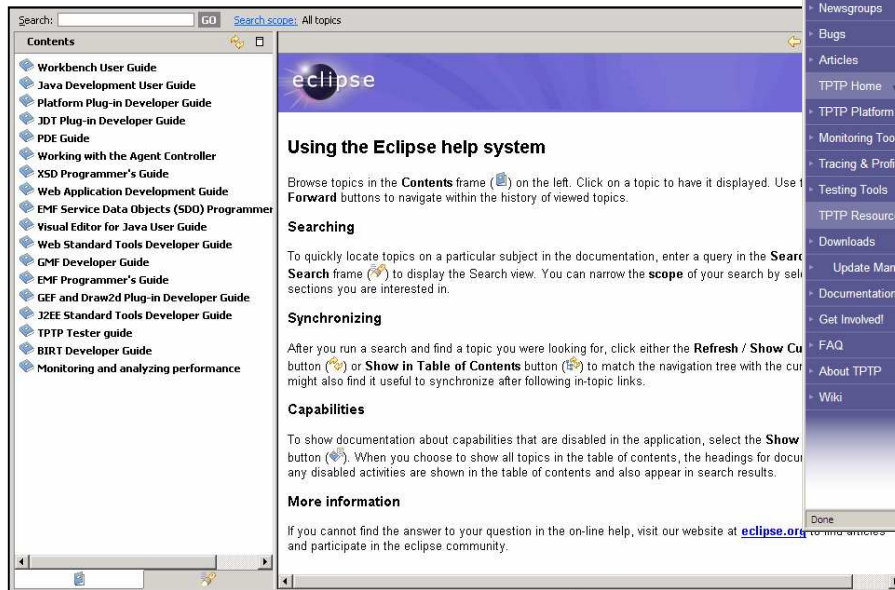 Search:
GO
Search scope: All topics
Contents
Workbench User Guide
Java Development User Guide
Platform Plug-in Developer Guide
JDT Plug-in Developer Guide
PDE Guide
Working with the Agent Controller
XSD Programmer's Guide
Web Application Development Guide
EMF Service Data Objects (SDO) Programmer
Visual Editor for Java User Guide
Web Standard Tools Developer Guide
GMF Developer Guide
EMF Programmer's Guide
GEF and Draw2d Plug-in Developer Guide
J2EE Standard Tools Developer Guide
TPTP Tester guide
BIRT Developer Guide
Monitoring and analyzing performance
eclipse
Using the Eclipse help system
Browse topics in the Contents frame ( ) on the left. Click on a topic to have it displayed. Use
Forward buttons to navigate within the history of viewed topics.
Searching
To quickly locate topics on a particular subject in the documentation, enter a query in the Searc
Search frame ( ) to display the Search view. You can narrow the scope of your search by sel
sections you are interested in.
Synchronizing
After you run a search and find a topic you were looking for, click either the Refresh / Show Cu
button ( ) or Show in Table of Contents button ( ) to match the navigation tree with the cur
might also find it useful to synchronize after following in-topic links.
Capabilities
To show documentation about capabilities that are disabled in the application, select the Show
button ( ). When you choose to show all topics in the table of contents, the headings for docu
any disabled activities are shown in the table of contents and also appear in search results.
More information
If you cannot find the answer to your question in the on-line help, visit our website at eclipse.org to find articles
and participate in the eclipse community.
Newsgroups
Bugs
Articles
TPTP Home
TPTP Platform
Monitoring Too
Tracing & Profi
Testing Tools
TPTP Resourc
Downloads
Update Man
Documentation
Get Involved!
FAQ
About TPTP
Wiki
Done